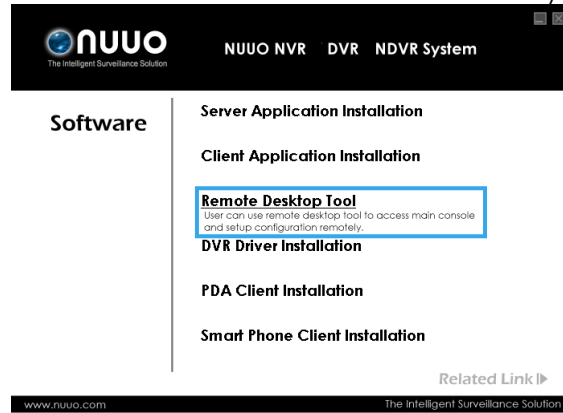 nuuo
The Intelligent Surveillance Solution
NUUO NVR DVR NDVR System
Software
Server Application Installation
Client Application Installation
Remote Desktop Tool
User can use remote desktop tool to access main console
and setup configuration remotely.
DVR Driver Installation
PDA Client Installation
Smart Phone Client Installation
Related Link
www.nuuo.com
The Intelligent Surveillance Solution